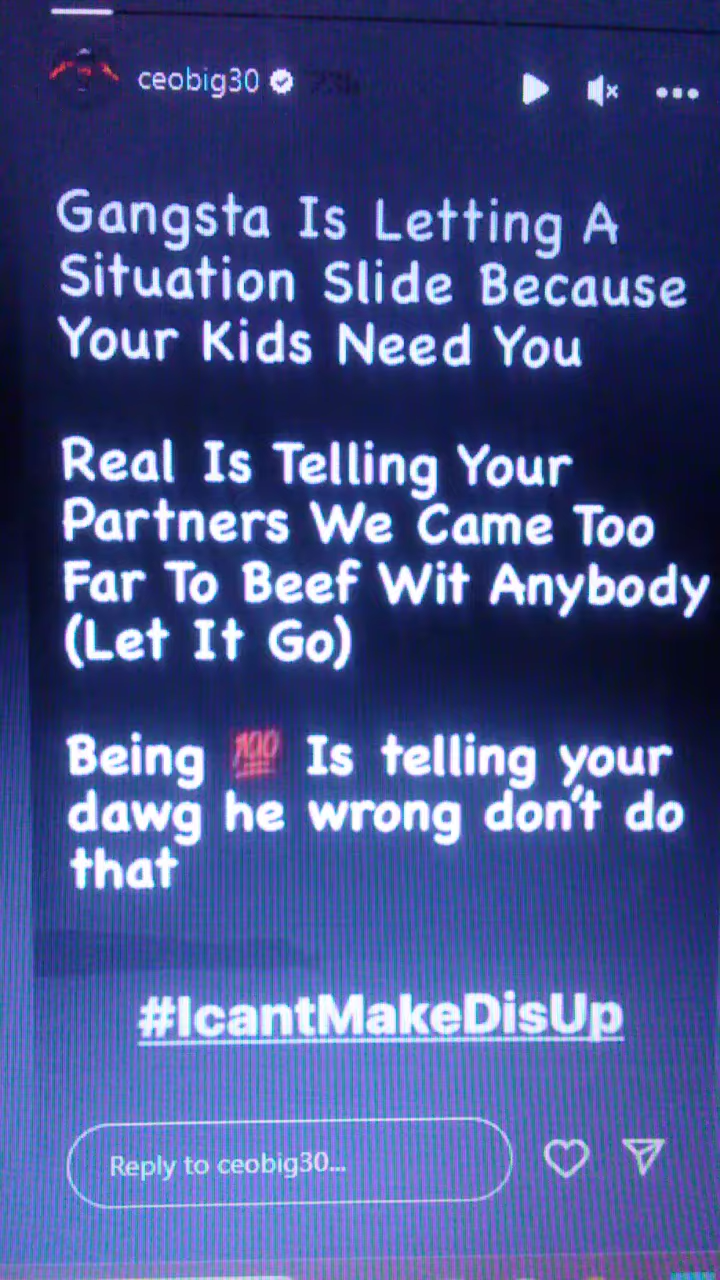 ceobig30
Gangsta Is Letting A
Situation Slide Because
Your Kids Need You
Real Is Telling Your
Partners We Came Too
Far To Beef Wit Anybody
(Let It Go)
Being 💯 Is telling your
dawg he wrong don't do
that
#IcantMakeDisUp
Reply to ceobig30...